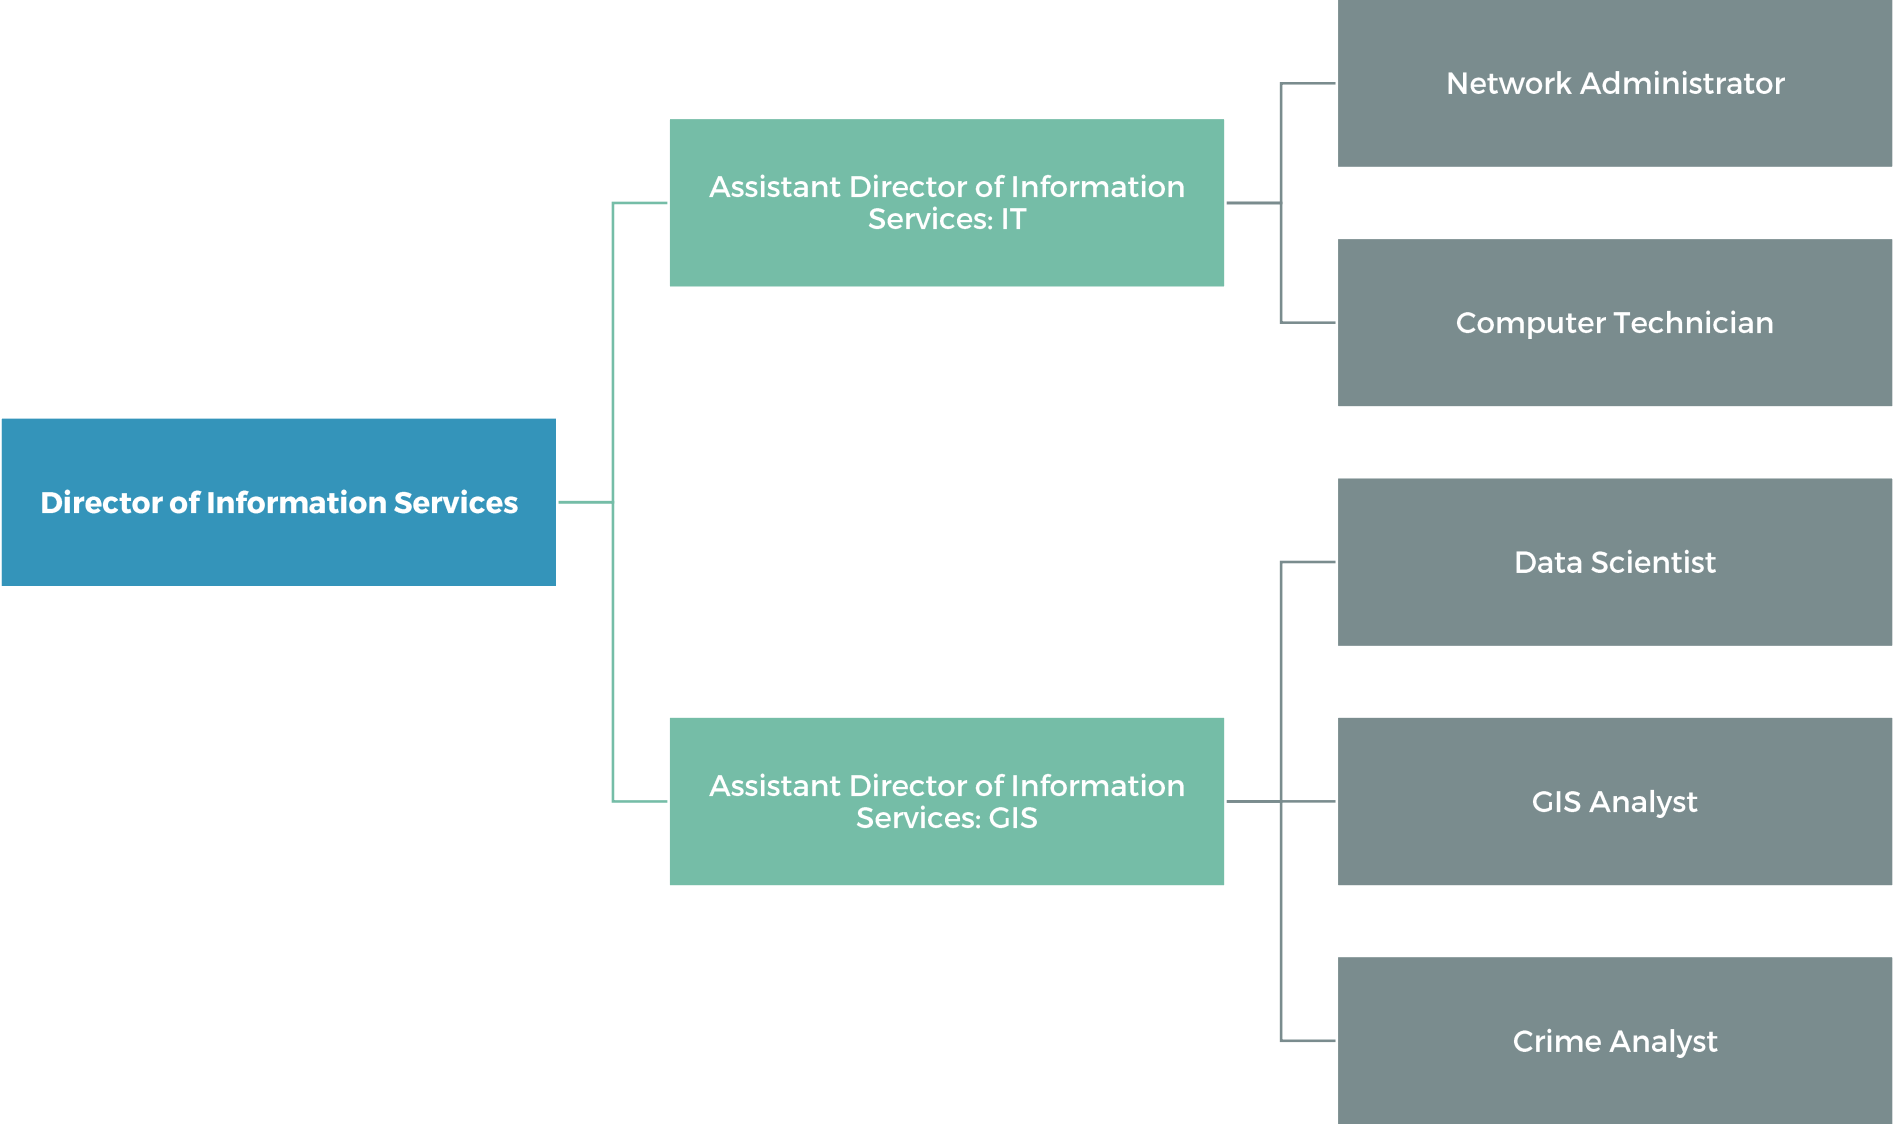 Director of Information Services
Assistant Director of Information
Services: IT
Network Administrator
Computer Technician
Assistant Director of Information
Services: GIS
Data Scientist
GIS Analyst
Crime Analyst